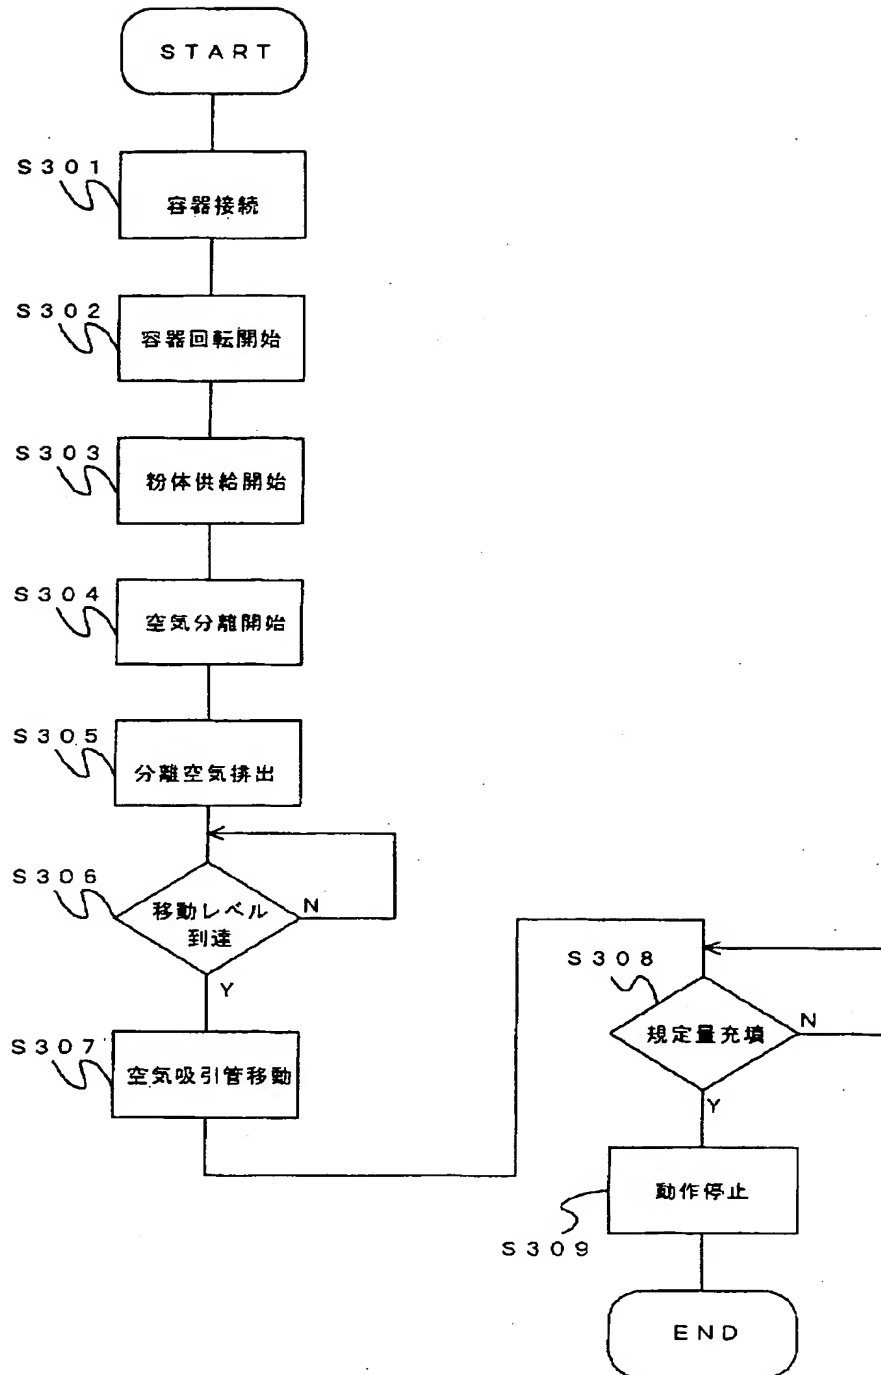 START
S301
容器接続
S302
容器回転開始
S303
粉体供給開始
S304
空気分離開始
S305
分離空気排出
S306
移動レベル
到達
N
Y
S307
空気吸引管移動
S308
規定量充填
N
Y
動作停止
S309
END